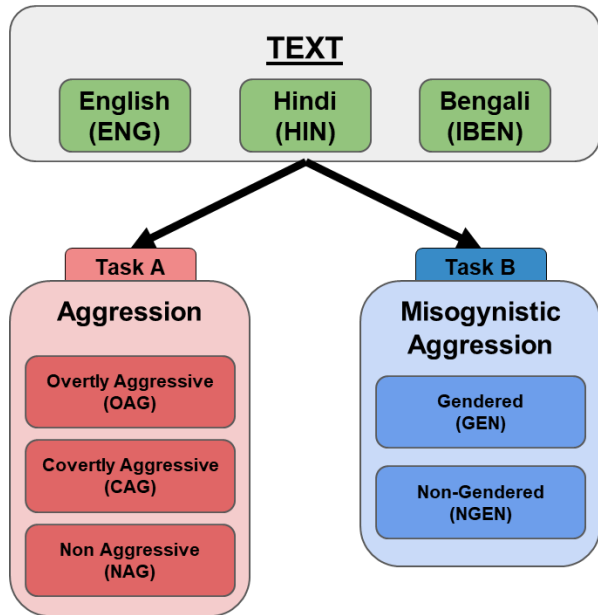 TEXT
English
(ENG)
Hindi
(HIN)
Bengali
(IBEN)
Task A
Aggression
Overtly Aggressive
(OAG)
Covertly Aggressive
(CAG)
Non Aggressive
(NAG)
Task B
Misogynistic
Aggression
Gendered
(GEN)
Non-Gendered
(NGEN)